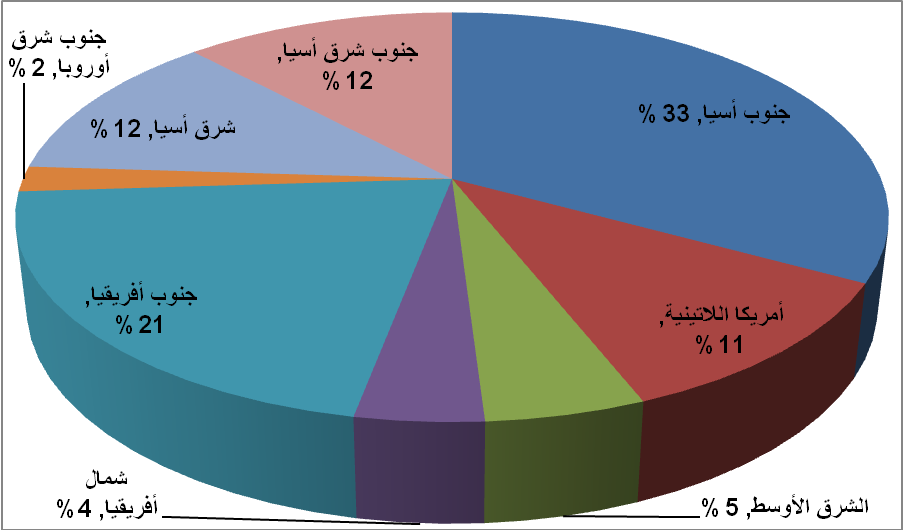 جنوب شرق
أوروبا, 2 %
جنوب شرق أسيا,
12 %
جنوب أسيا, 33 %
شرق أسيا, 12 %
جنوب أفريقيا,
21 %
أمريكا اللاتينية,
11 %
شمال
أفريقيا, 4 %
الشرق الأوسط, 5 %